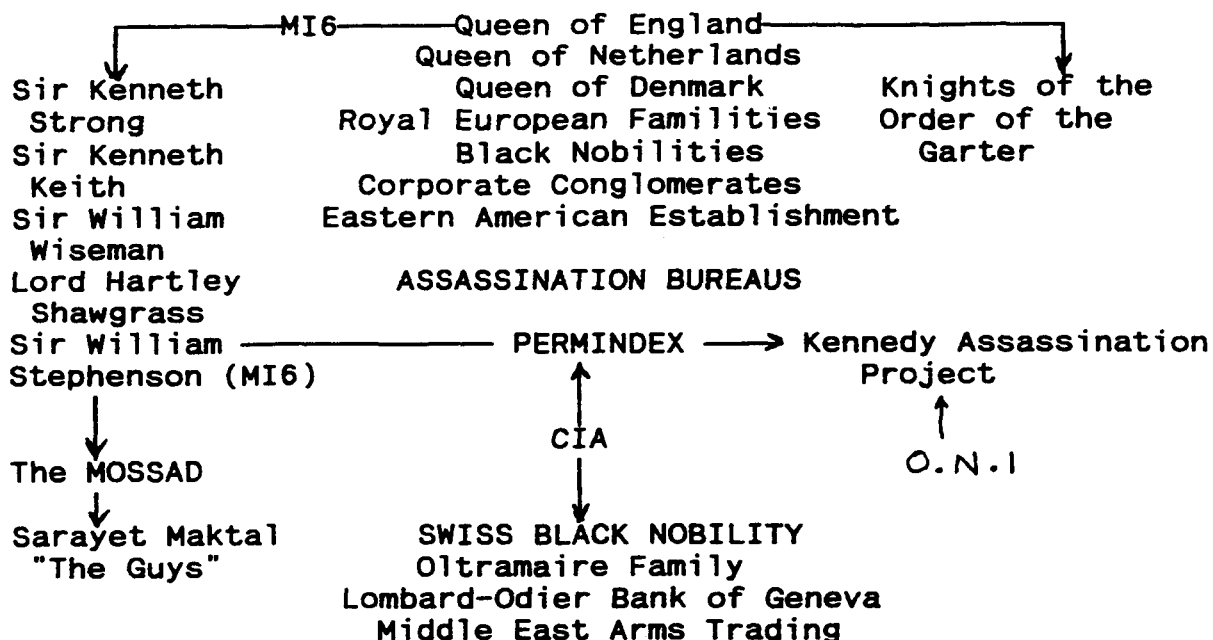 MI6 Queen of England
Queen of Netherlands
Sir Kenneth Queen of Denmark Knights of the
Strong Royal European Familities Order of the
Sir Kenneth Black Nobilities Garter
Keith Corporate Conglomerates
Sir William Eastern American Establishment
Wiseman
Lord Hartley ASSASSINATION BUREAUS
Shawgrass
Sir William PERMINDEX Kennedy Assassination
Stephenson (MI6) Project
CIA
The MOSSAD O.N.I
Sarayet Maktal SWISS BLACK NOBILITY
"The Guys" Oltramaire Family
Lombard-Odier Bank of Geneva
Middle East Arms Trading